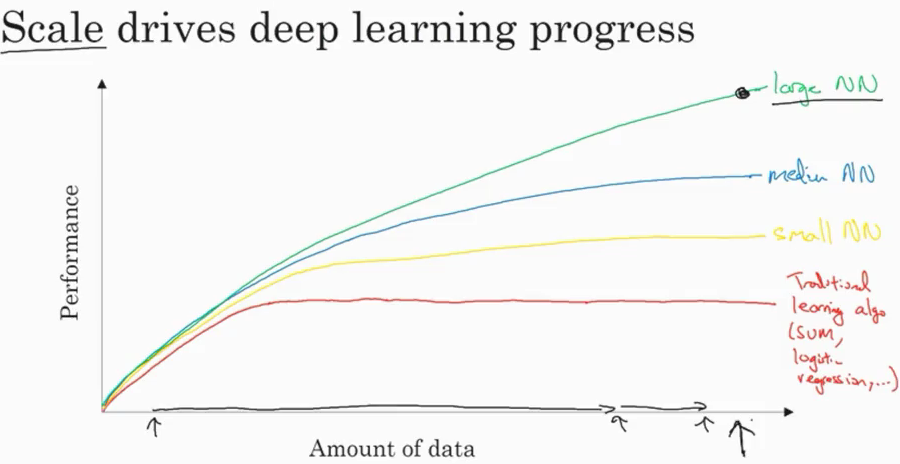 Scale drives deep learning progress
large NN
Performance
mediu NN
small NN
Traditional
learning algo
(SVM,
logistic
regression,...)
Amount of data